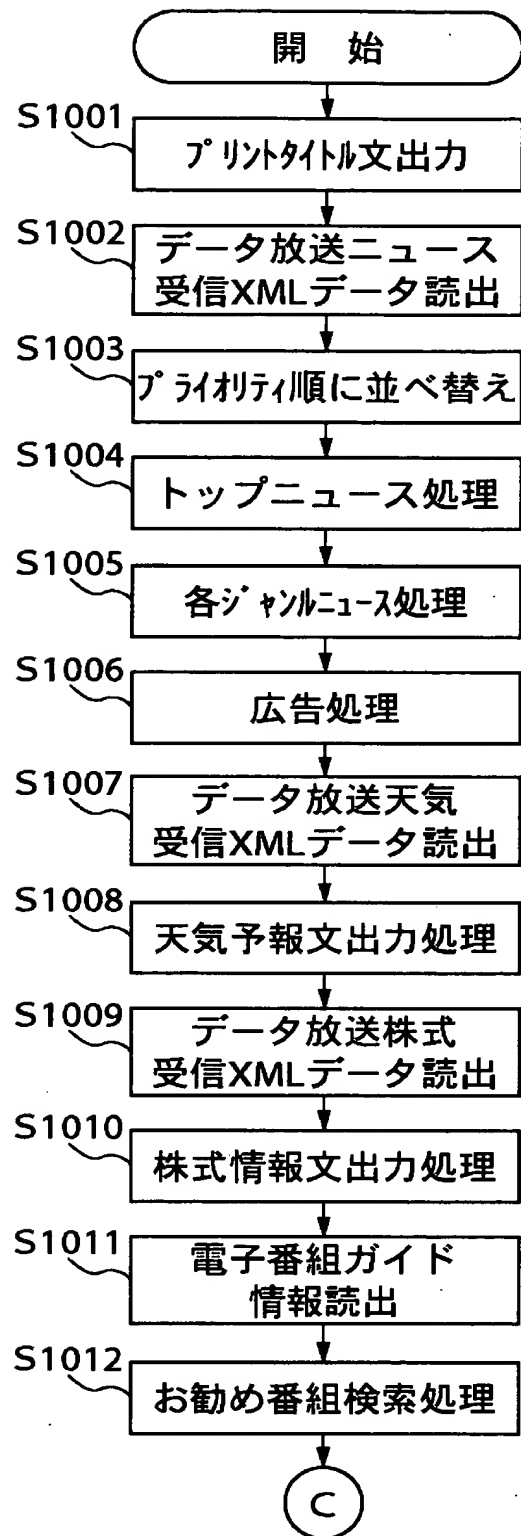 開 始
S1001
プリントタイトル文出力
S1002
データ放送ニュース
受信XMLデータ読出
S1003
プライオリティ順に並べ替え
S1004
トップニュース処理
S1005
各ジャンルニュース処理
S1006
広告処理
S1007
データ放送天気
受信XMLデータ読出
S1008
天気予報文出力処理
S1009
データ放送株式
受信XMLデータ読出
S1010
株式情報文出力処理
S1011
電子番組ガイド
情報読出
S1012
お勧め番組検索処理
C